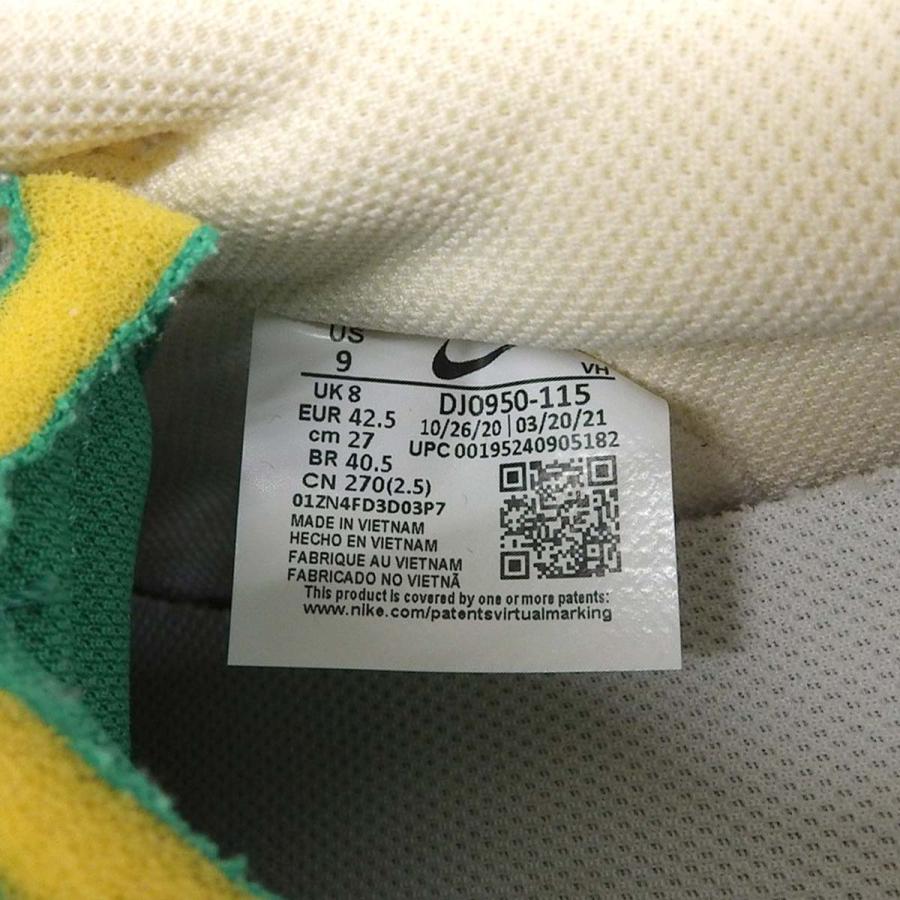 US
9
VH
UK 8
EUR 42.5
cm 27
BR 40.5
CN 270(2.5)
01ZN4FD3D03P7
DJ0950-115
10/26/20 | 03/20/21
UPC 00195240905182
MADE IN VIETNAM
HECHO EN VIETNAM
FABRIQUE AU VIETNAM
FABRICADO NO VIETNÃ
This product is covered by one or more patents:
www.nike.com/patentsvirtualmarking